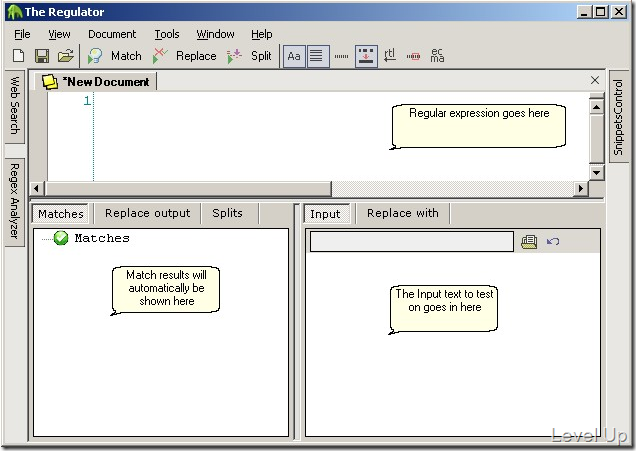 The Regulator
File View Document Tools Window Help
Match Replace Split Aa ctl ec
ma
Web Search
Regex Analyzer
*New Document
1
Regular expression goes here
SnippetsControl
Matches Replace output Splits
Matches
Match results will
automatically be
shown here
Input Replace with
The Input text to test
on goes in here
Level Up